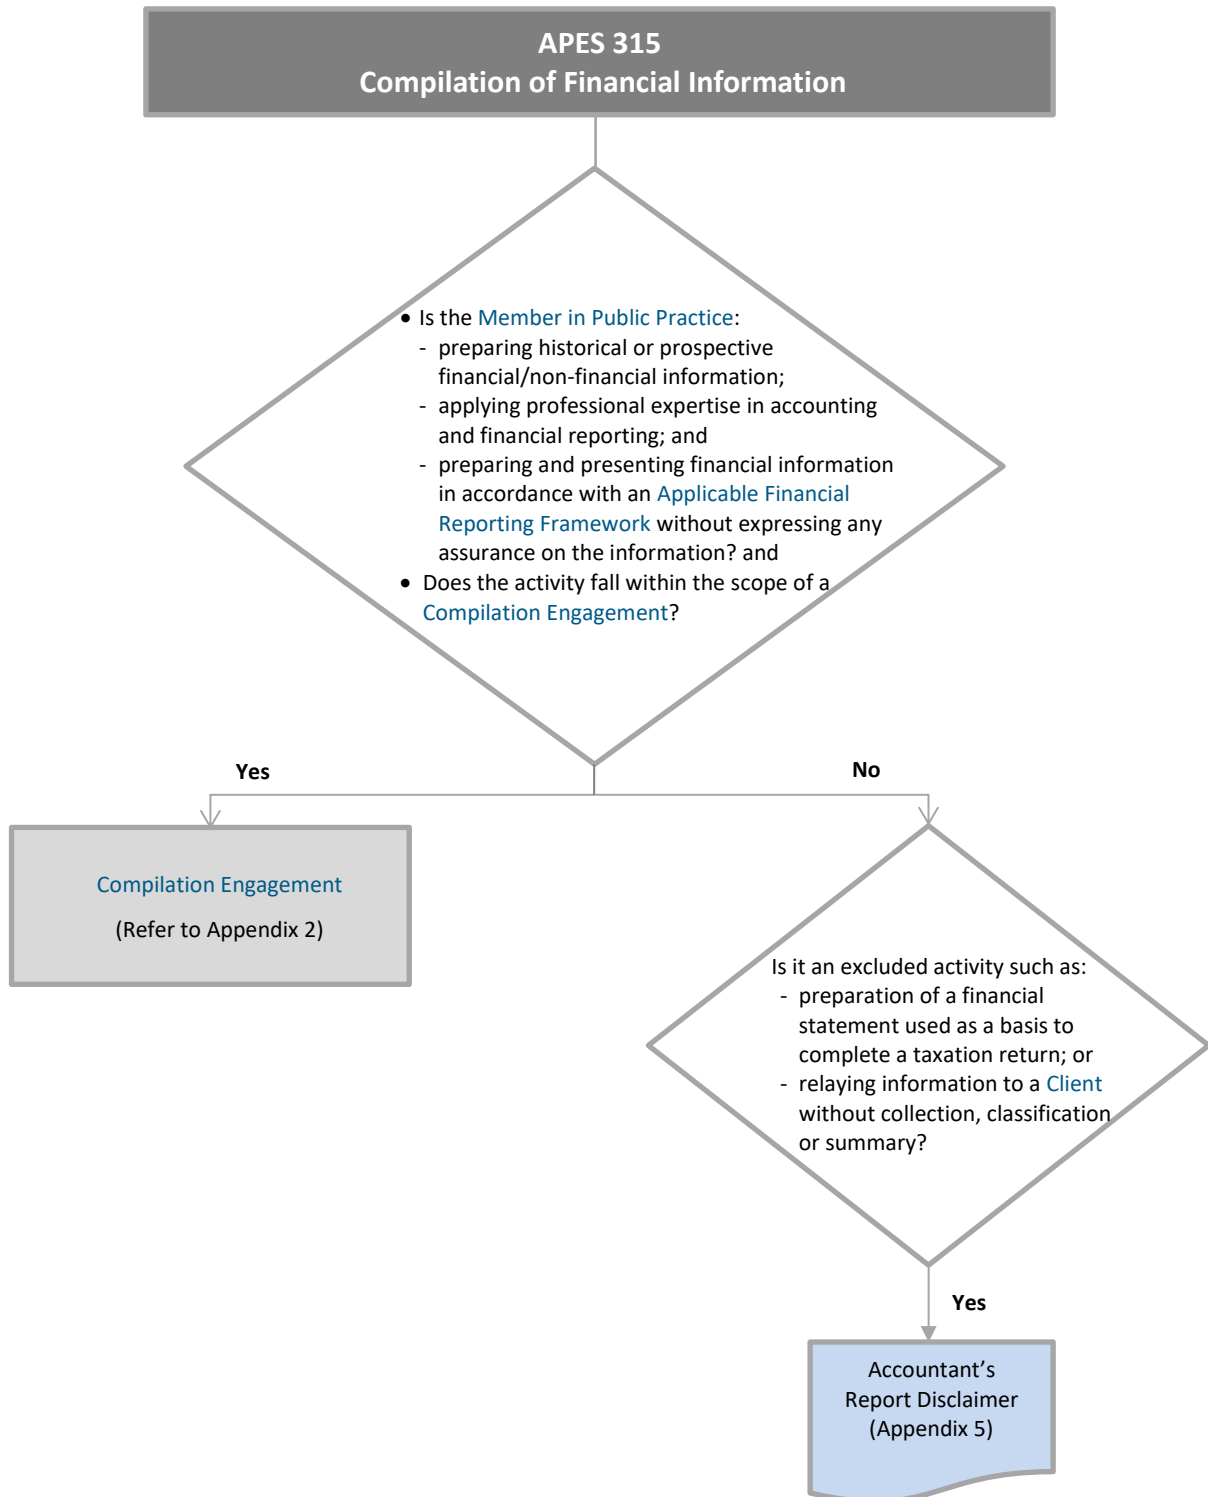 APES 315
Compilation of Financial Information
• Is the Member in Public Practice:
- preparing historical or prospective
financial/non-financial information;
- applying professional expertise in accounting
and financial reporting; and
- preparing and presenting financial information
in accordance with an Applicable Financial
Reporting Framework without expressing any
assurance on the information? and
• Does the activity fall within the scope of a
Compilation Engagement?
Yes
No
Compilation Engagement
(Refer to Appendix 2)
Is it an excluded activity such as:
- preparation of a financial
statement used as a basis to
complete a taxation return; or
- relaying information to a Client
without collection, classification
or summary?
Yes
Accountant’s
Report Disclaimer
(Appendix 5)